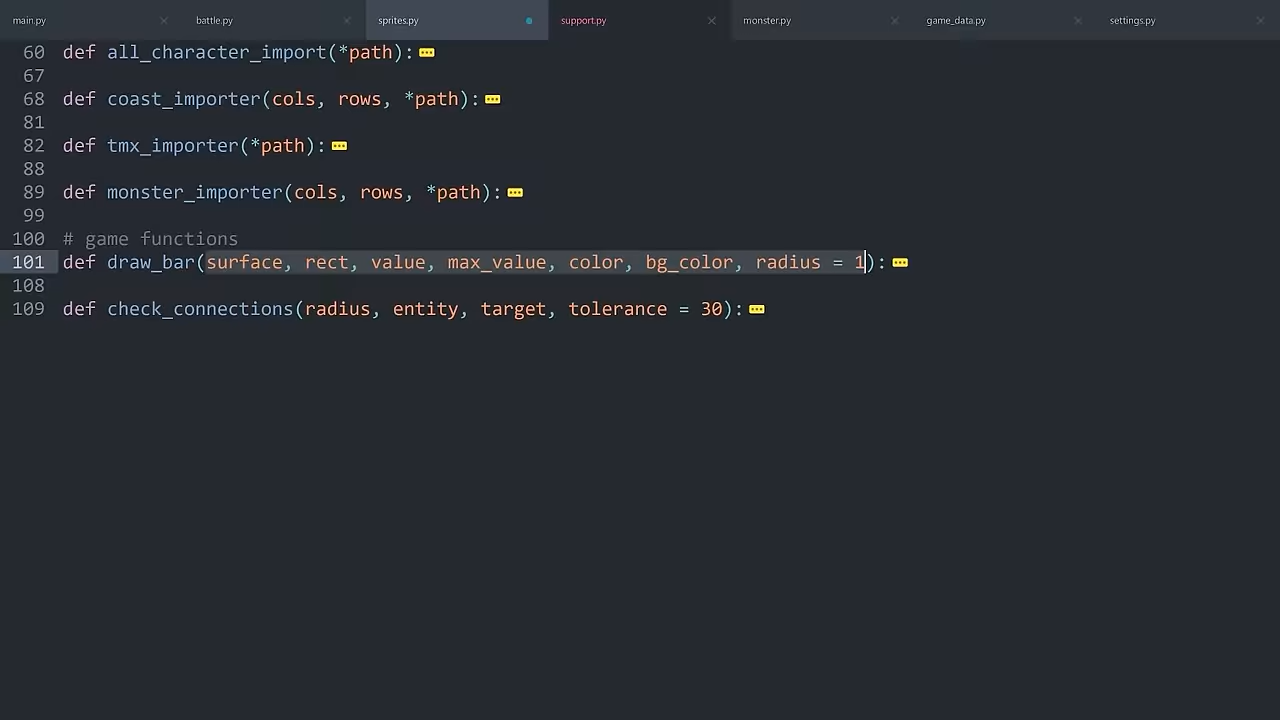 main.py battle.py sprites.py support.py monster.py game_data.py settings.py
60 def all_character_import(*path):
67
68 def coast_importer(cols, rows, *path):
81
82 def tmx_importer(*path):
88
89 def monster_importer(cols, rows, *path):
99
100 # game functions
101 def draw_bar(surface, rect, value, max_value, color, bg_color, radius = 1):
108
109 def check_connections(radius, entity, target, tolerance = 30):